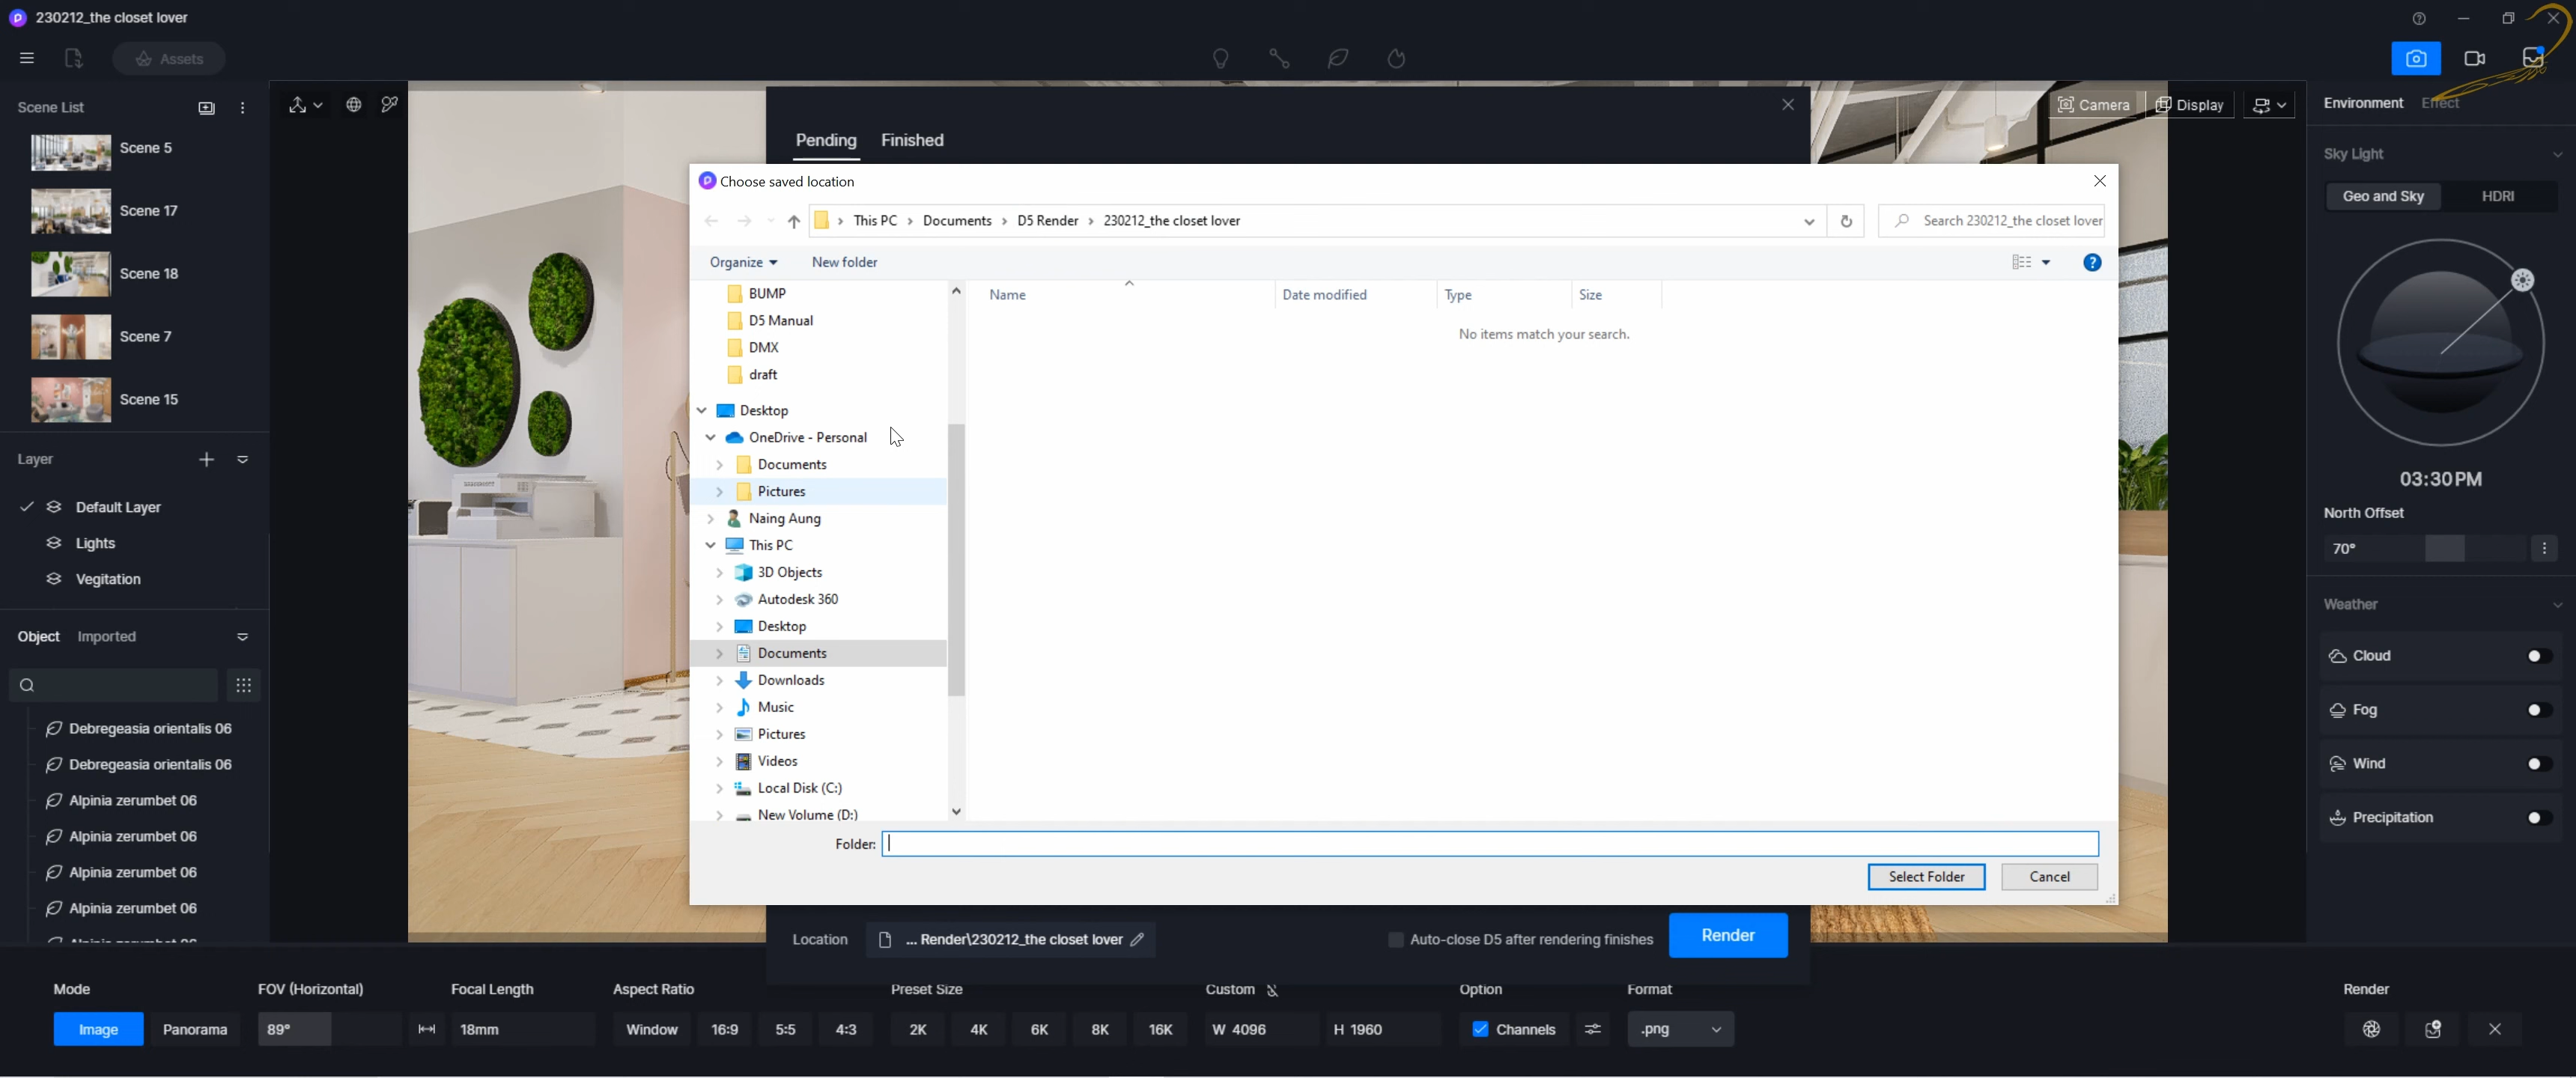 230212_the closet lover
Assets
Scene List
Scene 5
Scene 17
Scene 18
Scene 7
Scene 15
Layer
Default Layer
Lights
Vegitation
Object Imported
Debregeasia orientalis 06
Debregeasia orientalis 06
Alpinia zerumbet 06
Alpinia zerumbet 06
Alpinia zerumbet 06
Alpinia zerumbet 06
Pending Finished
Camera Display
Choose saved location
This PC > Documents > D5 Render > 230212_the closet lover
Search 230212_the closet lover
Organize New folder
BUMP
D5 Manual
DMX
draft
Desktop
OneDrive - Personal
Documents
Pictures
Naing Aung
This PC
3D Objects
Autodesk 360
Desktop
Documents
Downloads
Music
Pictures
Videos
Local Disk (C:)
New Volume (D:)
Name Date modified Type Size
No items match your search.
Folder:
Select Folder Cancel
Location ... Render\230212_the closet lover
Auto-close D5 after rendering finishes Render
Environment Effect
Sky Light
Geo and Sky HDRI
03:30PM
North Offset
70°
Weather
Cloud
Fog
Wind
Precipitation
Mode FOV (Horizontal) Focal Length Aspect Ratio Preset Size Custom Option Format Render
Image Panorama 89° 18mm Window 16:9 5:5 4:3 2K 4K 6K 8K 16K W 4096 H 1960 Channels .png